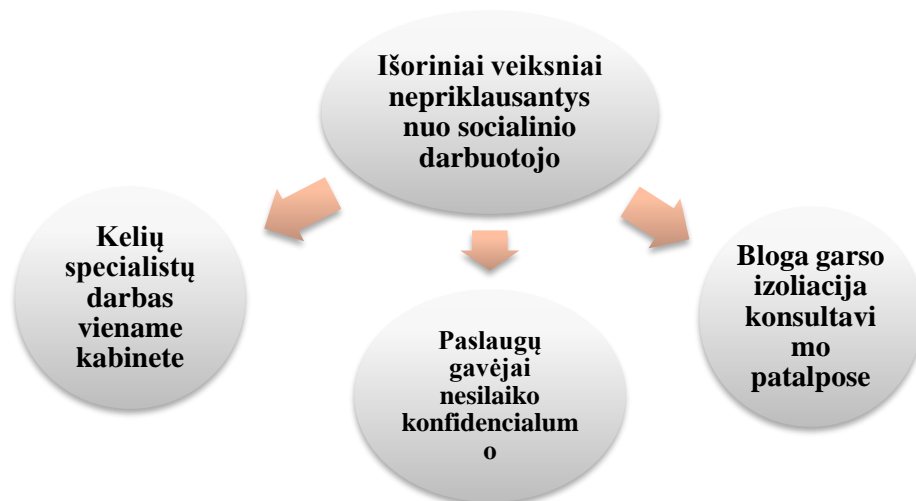 Išoriniai veiksniai
nepriklausantys
nuo socialinio
darbuotojo
Kelių
specialistų
darbas
viename
kabinete
Paslaugų
gavėjai
nesilaiko
konfidencialum
o
Bloga garso
izoliacija
konsultavi
mo
patalpose